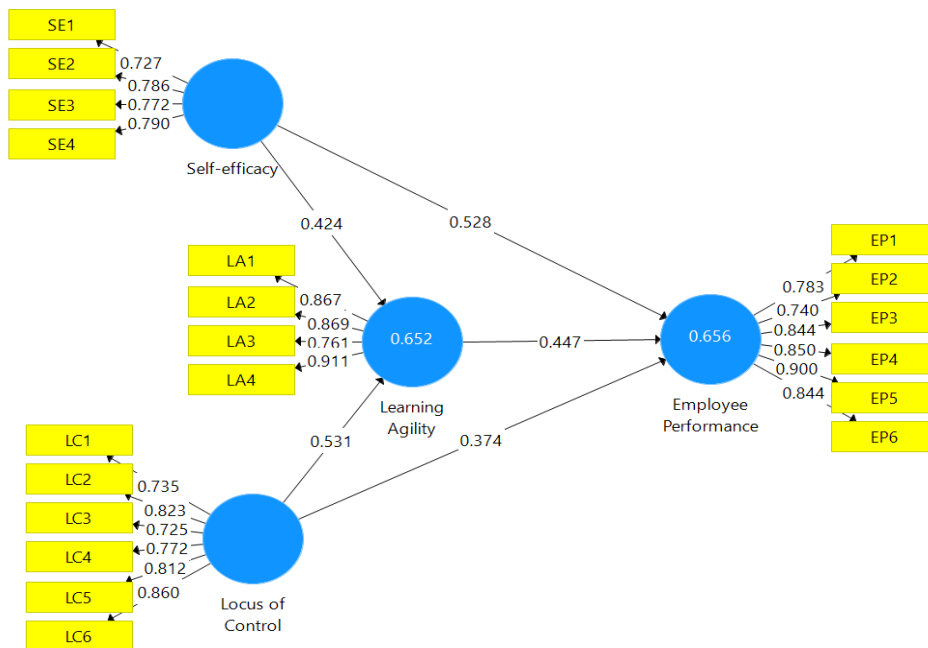 SE1
SE2
SE3
SE4
0.727
0.786
0.772
0.790
Self-efficacy
0.424
0.528
LA1
LA2
LA3
LA4
0.867
0.869
0.761
0.911
0.652
Learning
Agility
0.447
0.656
Employee
Performance
EP1
EP2
EP3
EP4
EP5
EP6
0.783
0.740
0.844
0.850
0.900
0.844
0.531
0.374
LC1
LC2
LC3
LC4
LC5
LC6
0.735
0.823
0.725
0.772
0.812
0.860
Locus of
Control